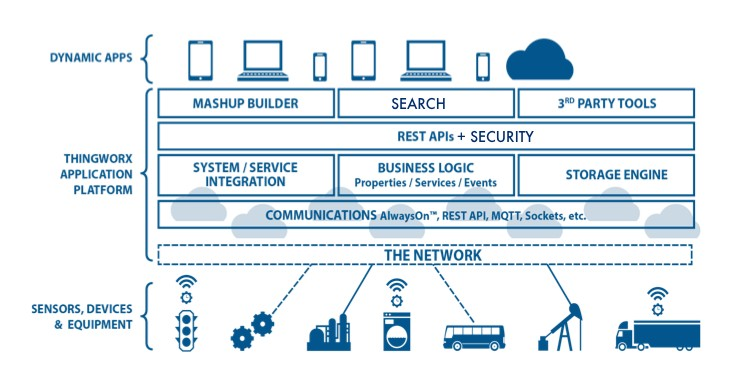 DYNAMIC APPS
MASHUP BUILDER
SEARCH
3RD PARTY TOOLS
REST APIs + SECURITY
THINGWORX
APPLICATION
PLATFORM
SYSTEM / SERVICE
INTEGRATION
BUSINESS LOGIC
Properties / Services / Events
STORAGE ENGINE
COMMUNICATIONS AlwaysOn™, REST API, MQTT, Sockets, etc.
THE NETWORK
SENSORS, DEVICES
& EQUIPMENT